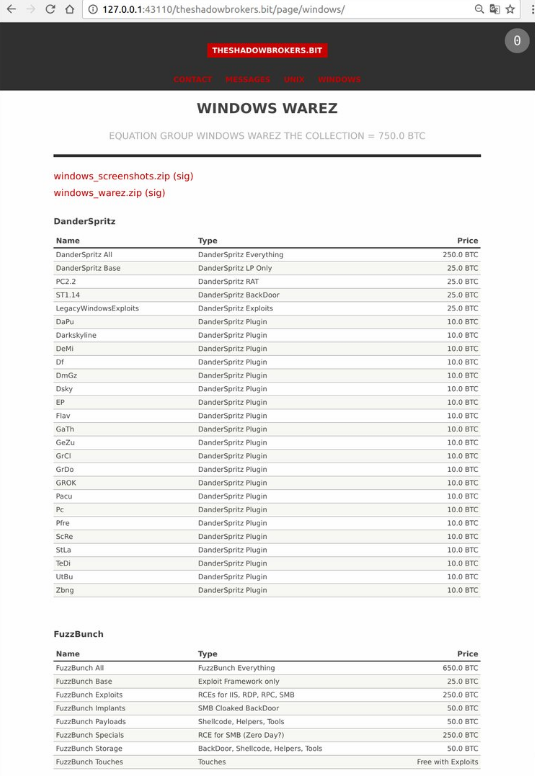 127.0.0.1:43110/theshadowbrokers.bit/page/windows/
0
THESHADOWBROKERS.BIT
CONTACT MESSAGES UNIX WINDOWS
WINDOWS WAREZ
EQUATION GROUP WINDOWS WAREZ THE COLLECTION = 750.0 BTC
windows_screenshots.zip (sig)
windows_warez.zip (sig)
DanderSpritz
Name Type Price
DanderSpritz All DanderSpritz Everything 250.0 BTC
DanderSpritz Base DanderSpritz LP Only 25.0 BTC
PC2.2 DanderSpritz RAT 25.0 BTC
ST1.14 DanderSpritz BackDoor 25.0 BTC
LegacyWindowsExploits DanderSpritz Exploits 25.0 BTC
DaPu DanderSpritz Plugin 10.0 BTC
Darkskyline DanderSpritz Plugin 10.0 BTC
DeMi DanderSpritz Plugin 10.0 BTC
Df DanderSpritz Plugin 10.0 BTC
DmGz DanderSpritz Plugin 10.0 BTC
Dsky DanderSpritz Plugin 10.0 BTC
EP DanderSpritz Plugin 10.0 BTC
Flav DanderSpritz Plugin 10.0 BTC
GaTh DanderSpritz Plugin 10.0 BTC
GeZu DanderSpritz Plugin 10.0 BTC
GrCl DanderSpritz Plugin 10.0 BTC
GrDo DanderSpritz Plugin 10.0 BTC
GROK DanderSpritz Plugin 10.0 BTC
Pacu DanderSpritz Plugin 10.0 BTC
Pc DanderSpritz Plugin 10.0 BTC
Pfre DanderSpritz Plugin 10.0 BTC
ScRe DanderSpritz Plugin 10.0 BTC
StLa DanderSpritz Plugin 10.0 BTC
TeDi DanderSpritz Plugin 10.0 BTC
UtBu DanderSpritz Plugin 10.0 BTC
Zbng DanderSpritz Plugin 10.0 BTC
FuzzBunch
Name Type Price
FuzzBunch All FuzzBunch Everything 650.0 BTC
FuzzBunch Base Exploit Framework only 25.0 BTC
FuzzBunch Exploits RCEs for IIS, RDP, RPC, SMB 250.0 BTC
FuzzBunch Implants SMB Cloaked BackDoor 50.0 BTC
FuzzBunch Payloads Shellcode, Helpers, Tools 50.0 BTC
FuzzBunch Specials RCE for SMB (Zero Day?) 250.0 BTC
FuzzBunch Storage BackDoor, Shellcode, Helpers, Tools 50.0 BTC
FuzzBunch Touches Touches Free with Exploits